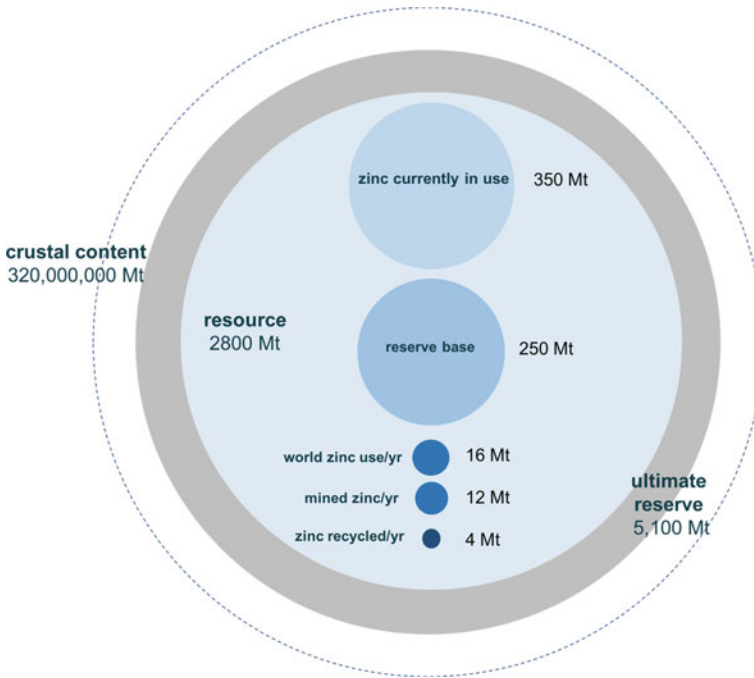 zinc currently in use
350 Mt
crustal content
320,000,000 Mt
resource
2800 Mt
reserve base
250 Mt
world zinc use/yr
16 Mt
mined zinc/yr
12 Mt
ultimate
reserve
5,100 Mt
zinc recycled/yr
4 Mt